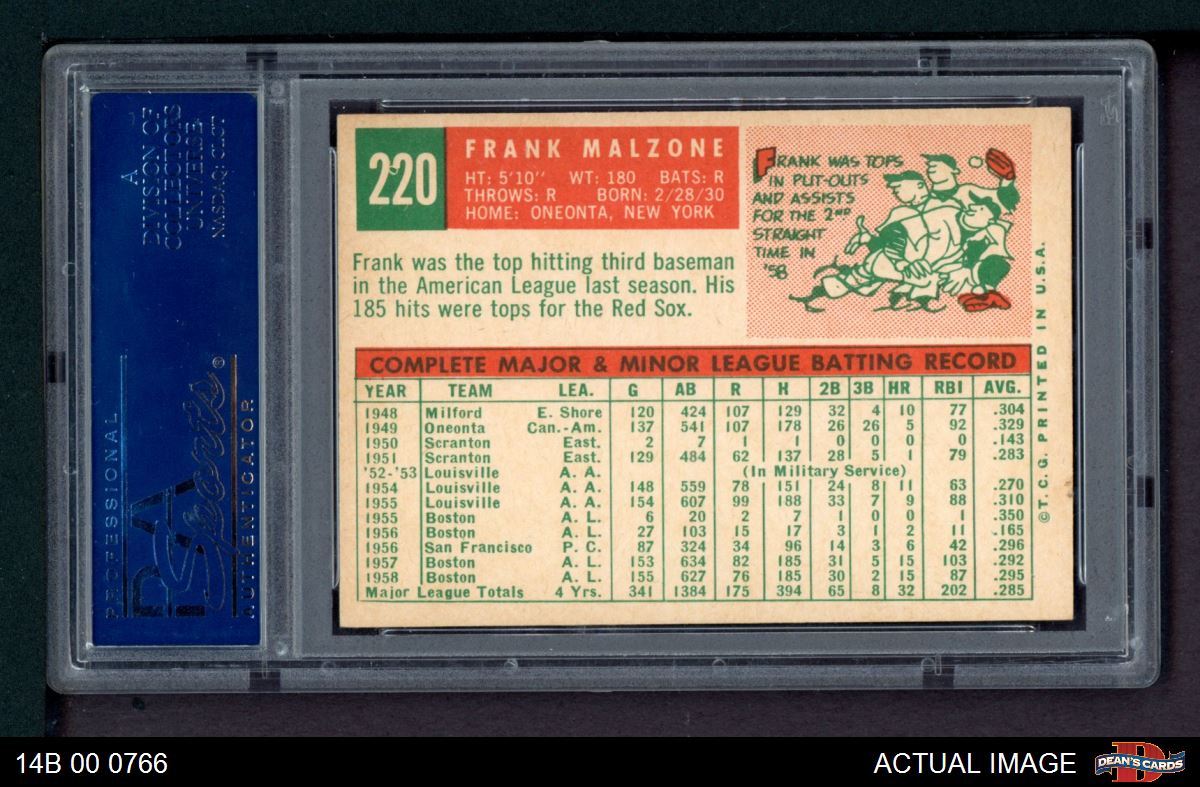 A
DIVISION OF
COLLECTORS
UNIVERSE
NASDAQ: CLCT
PROFESSIONAL
PSA
Sports®
AUTHENTICATOR
220
FRANK MALZONE
HT: 5'10" WT: 180 BATS: R
THROWS: R BORN: 2/28/30
HOME: ONEONTA, NEW YORK
FRANK WAS TOPS
IN PUT-OUTS
AND ASSISTS
FOR THE 2ND
STRAIGHT
TIME IN
'58
Frank was the top hitting third baseman
in the American League last season. His
185 hits were tops for the Red Sox.
COMPLETE MAJOR & MINOR LEAGUE BATTING RECORD
YEAR TEAM LEA. G AB R H 2B 3B HR RBI AVG.
1948 Milford E. Shore 120 424 107 129 32 4 10 77 .304
1949 Oneonta Can.-Am. 137 541 107 178 26 26 5 92 .329
1950 Scranton East. 2 7 1 1 0 0 0 0 .143
1951 Scranton East. 129 484 62 137 28 5 1 79 .283
'52-'53 Louisville A. A. (In Military Service)
1954 Louisville A. A. 148 559 78 151 24 8 11 63 .270
1955 Louisville A. A. 154 607 99 188 33 7 9 88 .310
1955 Boston A. L. 6 20 2 7 1 0 0 1 .350
1956 Boston A. L. 27 103 15 17 3 1 2 11 .165
1956 San Francisco P. C. 87 324 34 96 14 3 6 42 .296
1957 Boston A. L. 153 634 82 185 31 5 15 103 .292
1958 Boston A. L. 155 627 76 185 30 2 15 87 .295
Major League Totals 4 Yrs. 341 1384 175 394 65 8 32 202 .285
©T. C. G. PRINTED IN U.S.A.
14B 00 0766
ACTUAL IMAGE
DEAN'S CARDS